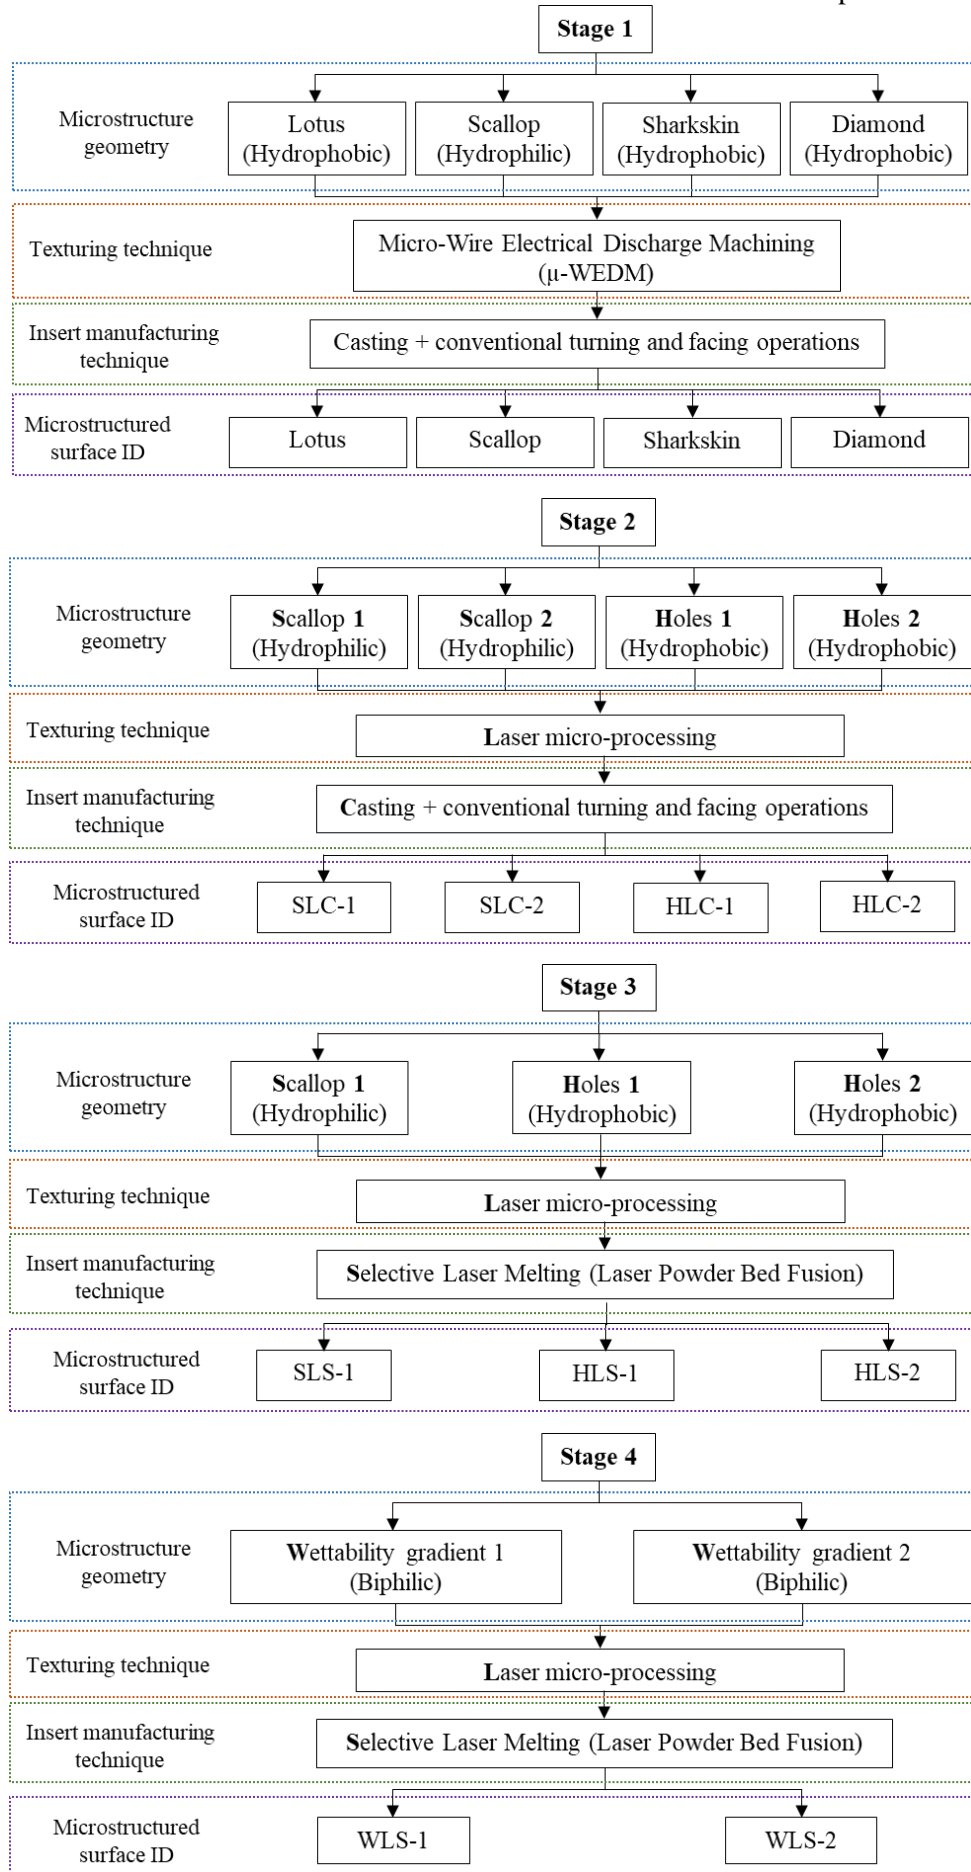 Stage 1
Microstructure
geometry
Lotus
(Hydrophobic)
Scallop
(Hydrophilic)
Sharkskin
(Hydrophobic)
Diamond
(Hydrophobic)
Texturing technique
Micro-Wire Electrical Discharge Machining
(μ-WEDM)
Insert manufacturing
technique
Casting + conventional turning and facing operations
Microstructured
surface ID
Lotus
Scallop
Sharkskin
Diamond
Stage 2
Microstructure
geometry
Scallop 1
(Hydrophilic)
Scallop 2
(Hydrophilic)
Holes 1
(Hydrophobic)
Holes 2
(Hydrophobic)
Texturing technique
Laser micro-processing
Insert manufacturing
technique
Casting + conventional turning and facing operations
Microstructured
surface ID
SLC-1
SLC-2
HLC-1
HLC-2
Stage 3
Microstructure
geometry
Scallop 1
(Hydrophilic)
Holes 1
(Hydrophobic)
Holes 2
(Hydrophobic)
Texturing technique
Laser micro-processing
Insert manufacturing
technique
Selective Laser Melting (Laser Powder Bed Fusion)
Microstructured
surface ID
SLS-1
HLS-1
HLS-2
Stage 4
Microstructure
geometry
Wettability gradient 1
(Biphilic)
Wettability gradient 2
(Biphilic)
Texturing technique
Laser micro-processing
Insert manufacturing
technique
Selective Laser Melting (Laser Powder Bed Fusion)
Microstructured
surface ID
WLS-1
WLS-2